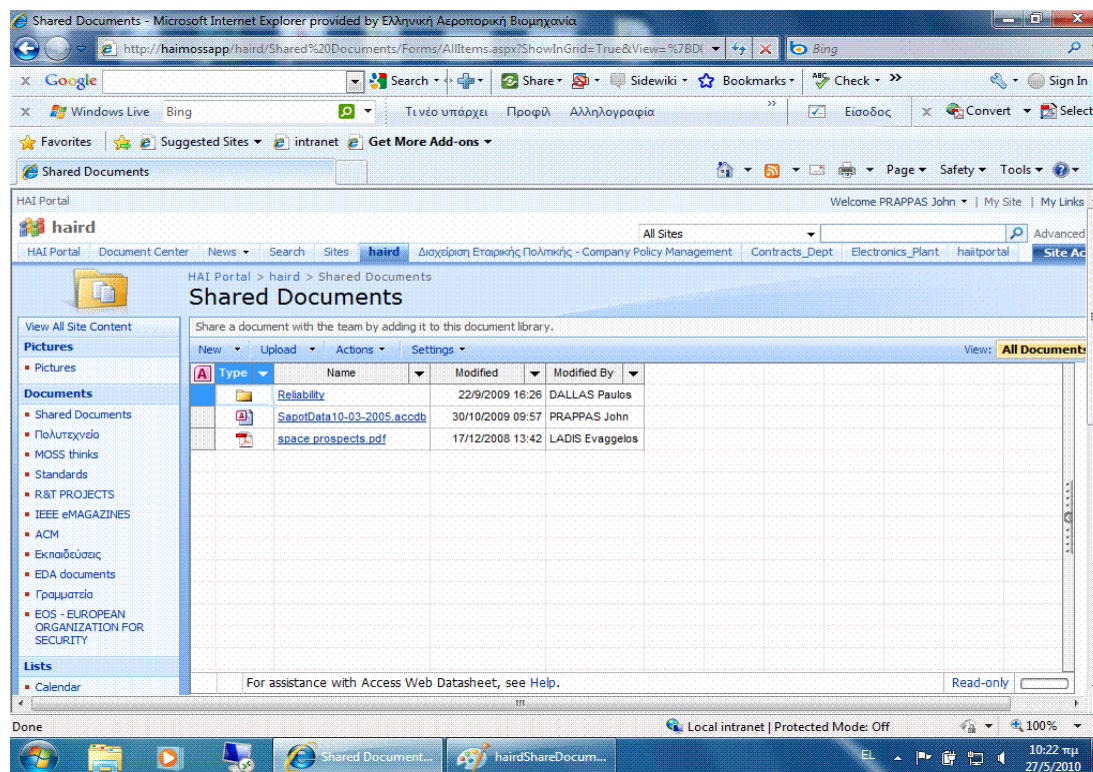 Shared Documents - Microsoft Internet Explorer provided by Ελληνική Αεροπορική Βιομηχανία
http://haimossapp/haird/Shared%20Documents/Forms/AllItems.aspx?ShowInGrid=True&View=%7BD
Bing
x Google Search Share Sidewiki Bookmarks Check >> Sign In
x Windows Live Bing Τι νέο υπάρχει Προφίλ Αλληλογραφία >> Είσοδος x Convert Select
Favorites Suggested Sites intranet Get More Add-ons
Shared Documents Page Safety Tools
HAI Portal Welcome PRAPPAS John | My Site | My Links
haird All Sites Advanced
HAI Portal Document Center News Search Sites haird Διαχείριση Εταιρικής Πολιτικής - Company Policy Management Contracts_Dept Electronics_Plant haiitportal Site Ac
HAI Portal > haird > Shared Documents
Shared Documents
View All Site Content
Share a document with the team by adding it to this document library.
Pictures
New Upload Actions Settings View: All Documents
Pictures
Type Name Modified Modified By
Documents
Reliability 22/9/2009 16:26 DALLAS Paulos
Shared Documents
SapotData10-03-2005.accdb 30/10/2009 09:57 PRAPPAS John
Πολυτεχνείο
space prospects.pdf 17/12/2008 13:42 LADIS Evaggelos
MOSS thinks
Standards
R&T PROJECTS
IEEE eMAGAZINES
ACM
Εκπαιδεύσεις
EDA documents
Γραμματεία
EOS - EUROPEAN
ORGANIZATION FOR
SECURITY
Lists
Calendar
For assistance with Access Web Datasheet, see Help. Read-only
Done Local intranet | Protected Mode: Off 100%
Shared Document... hairdShareDocum... EL 10:22 πμ
27/5/2010